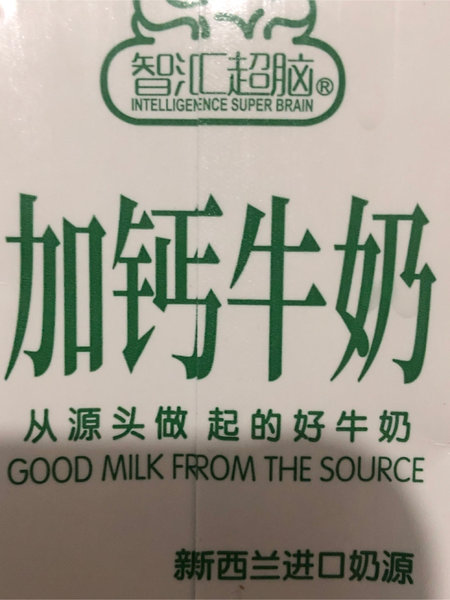 智汇超脑®
INTELLIGENCE SUPER BRAIN
加钙牛奶
从源头做起的好牛奶
GOOD MILK FROM THE SOURCE
新西兰进口奶源